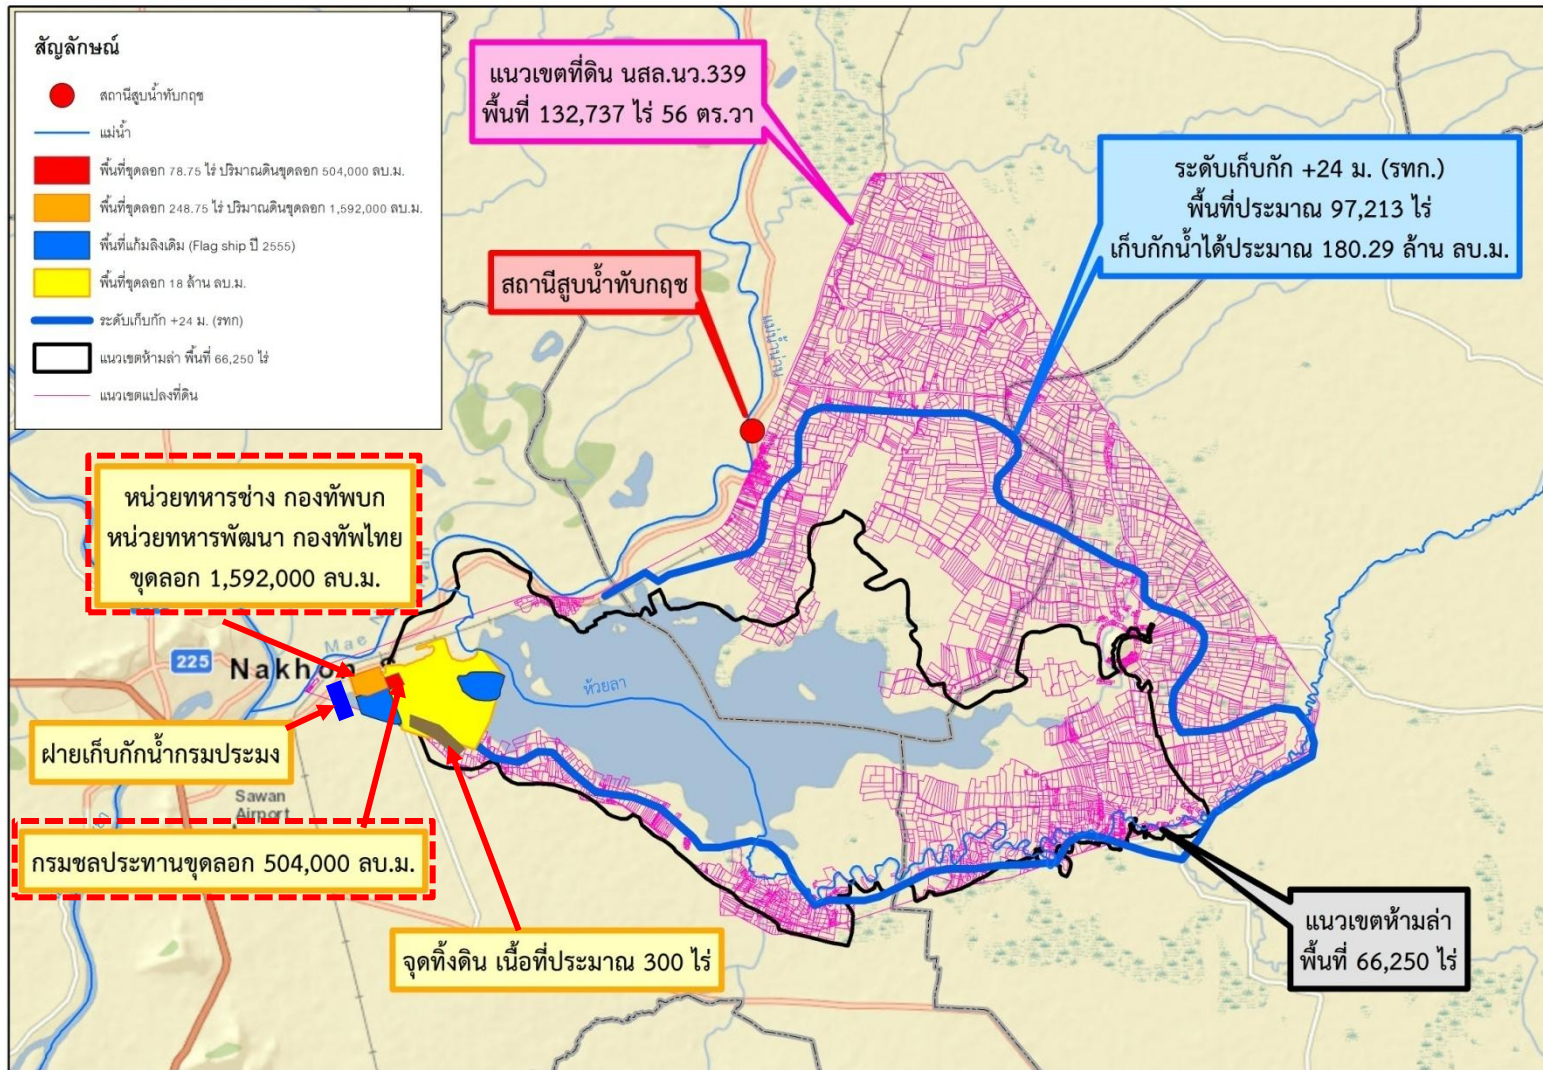 สัญลักษณ์
สถานีสูบน้ำทับกฤช
แม่น้ำ
พื้นที่ขุดลอก 78.75 ไร่ ปริมาณดินขุดลอก 504,000 ลบ.ม.
พื้นที่ขุดลอก 248.75 ไร่ ปริมาณดินขุดลอก 1,592,000 ลบ.ม.
พื้นที่แก้มลิงเดิม (Flag ship ปี 2555)
พื้นที่ขุดลอก 18 ล้าน ลบ.ม.
ระดับเก็บกัก +24 ม. (รทก)
แนวเขตห้ามล่า พื้นที่ 66,250 ไร่
แนวเขตแปลงที่ดิน
แนวเขตที่ดิน นสล.นว.339
พื้นที่ 132,737 ไร่ 56 ตร.วา
ระดับเก็บกัก +24 ม. (รทก.)
พื้นที่ประมาณ 97,213 ไร่
เก็บกักน้ำได้ประมาณ 180.29 ล้าน ลบ.ม.
สถานีสูบน้ำทับกฤช
แม่น้ำน่าน
หน่วยทหารช่าง กองทัพบก
หน่วยทหารพัฒนา กองทัพไทย
ขุดลอก 1,592,000 ลบ.ม.
Mae N
225
Nakhon S
ห้วยลา
ฝายเก็บกักน้ำกรมประมง
Sawan
Airport
กรมชลประทานขุดลอก 504,000 ลบ.ม.
จุดทิ้งดิน เนื้อที่ประมาณ 300 ไร่
แนวเขตห้ามล่า
พื้นที่ 66,250 ไร่